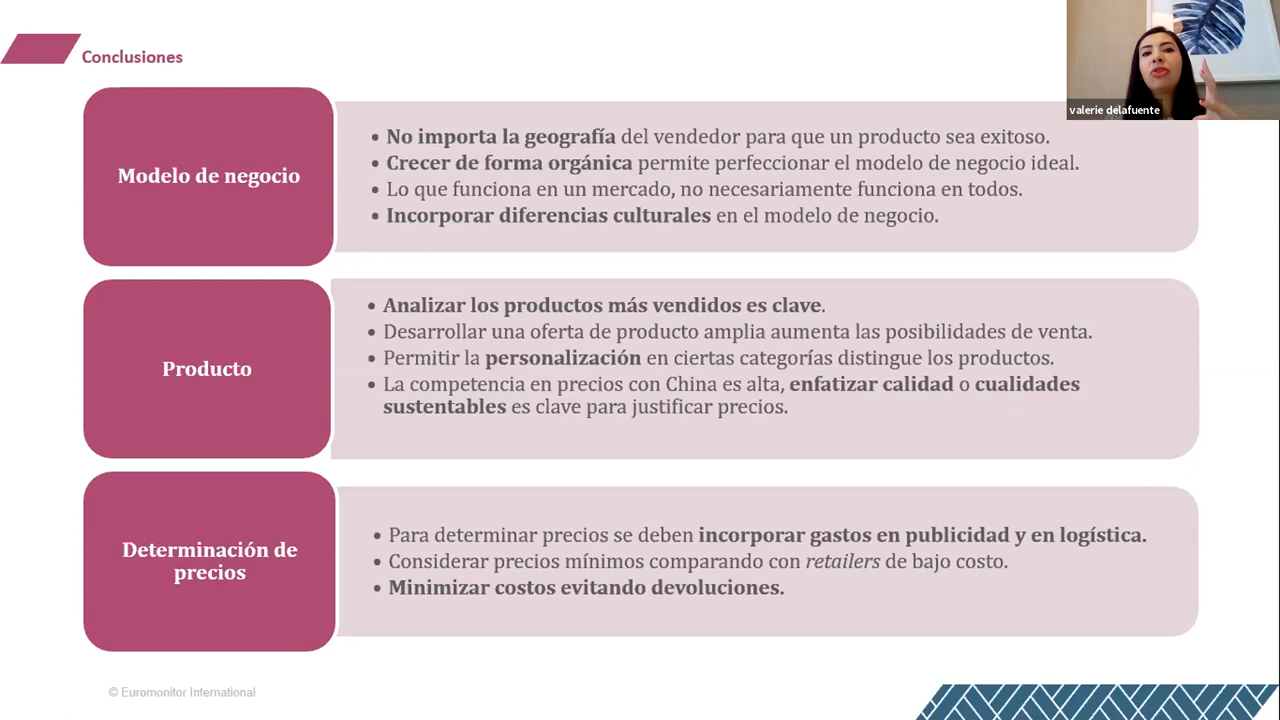 Conclusiones
valerie delafuente
Modelo de negocio
• No importa la geografía del vendedor para que un producto sea exitoso.
• Crecer de forma orgánica permite perfeccionar el modelo de negocio ideal.
• Lo que funciona en un mercado, no necesariamente funciona en todos.
• Incorporar diferencias culturales en el modelo de negocio.
Producto
• Analizar los productos más vendidos es clave.
• Desarrollar una oferta de producto amplia aumenta las posibilidades de venta.
• Permitir la personalización en ciertas categorías distingue los productos.
• La competencia en precios con China es alta, enfatizar calidad o cualidades
sustentables es clave para justificar precios.
Determinación de
precios
• Para determinar precios se deben incorporar gastos en publicidad y en logística.
• Considerar precios mínimos comparando con retailers de bajo costo.
• Minimizar costos evitando devoluciones.
© Euromonitor International